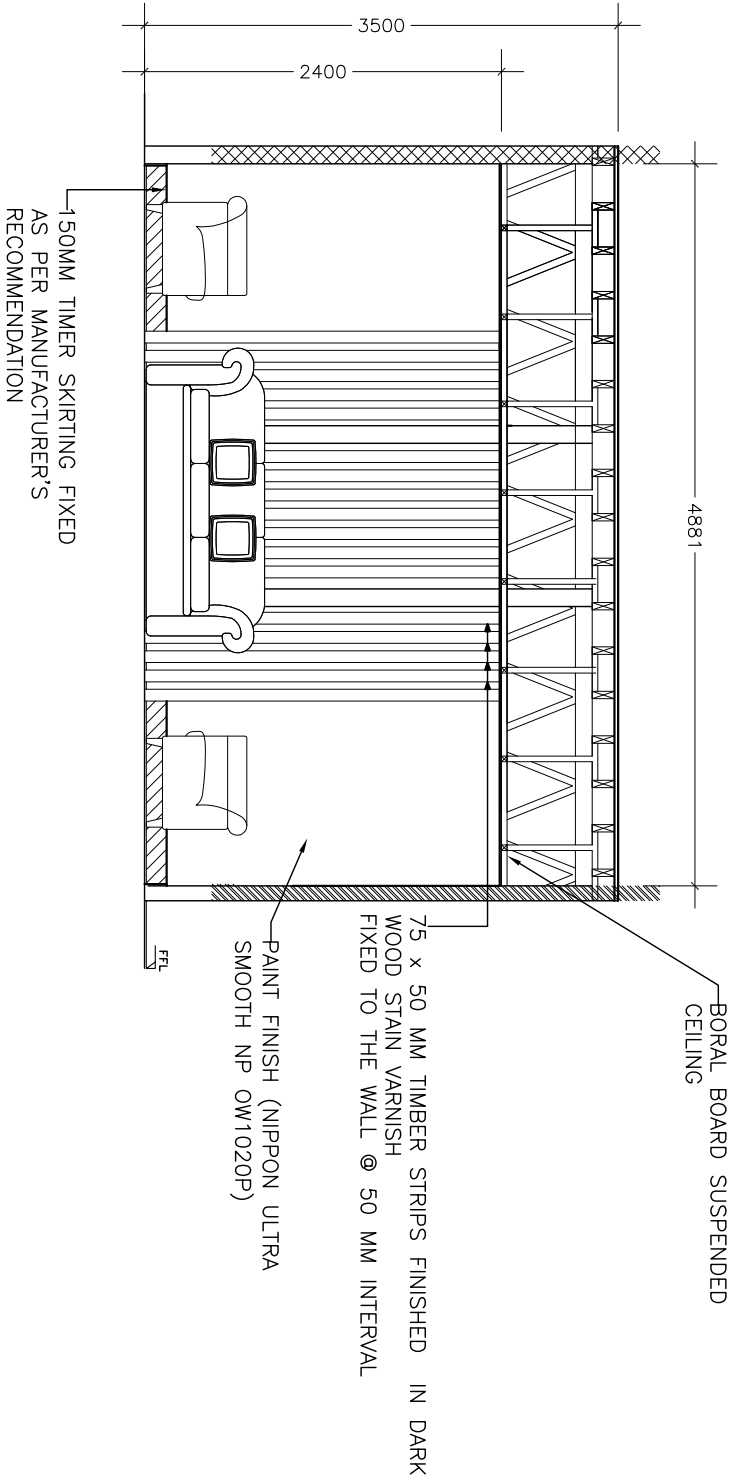 3500
2400
4881
BORAL BOARD SUSPENDED
CEILING
75 x 50 MM TIMBER STRIPS FINISHED IN DARK
WOOD STAIN VARNISH
FIXED TO THE WALL @ 50 MM INTERVAL
PAINT FINISH (NIPPON ULTRA
SMOOTH NP OW1020P)
FFL
150MM TIMER SKIRTING FIXED
AS PER MANUFACTURER'S
RECOMMENDATION